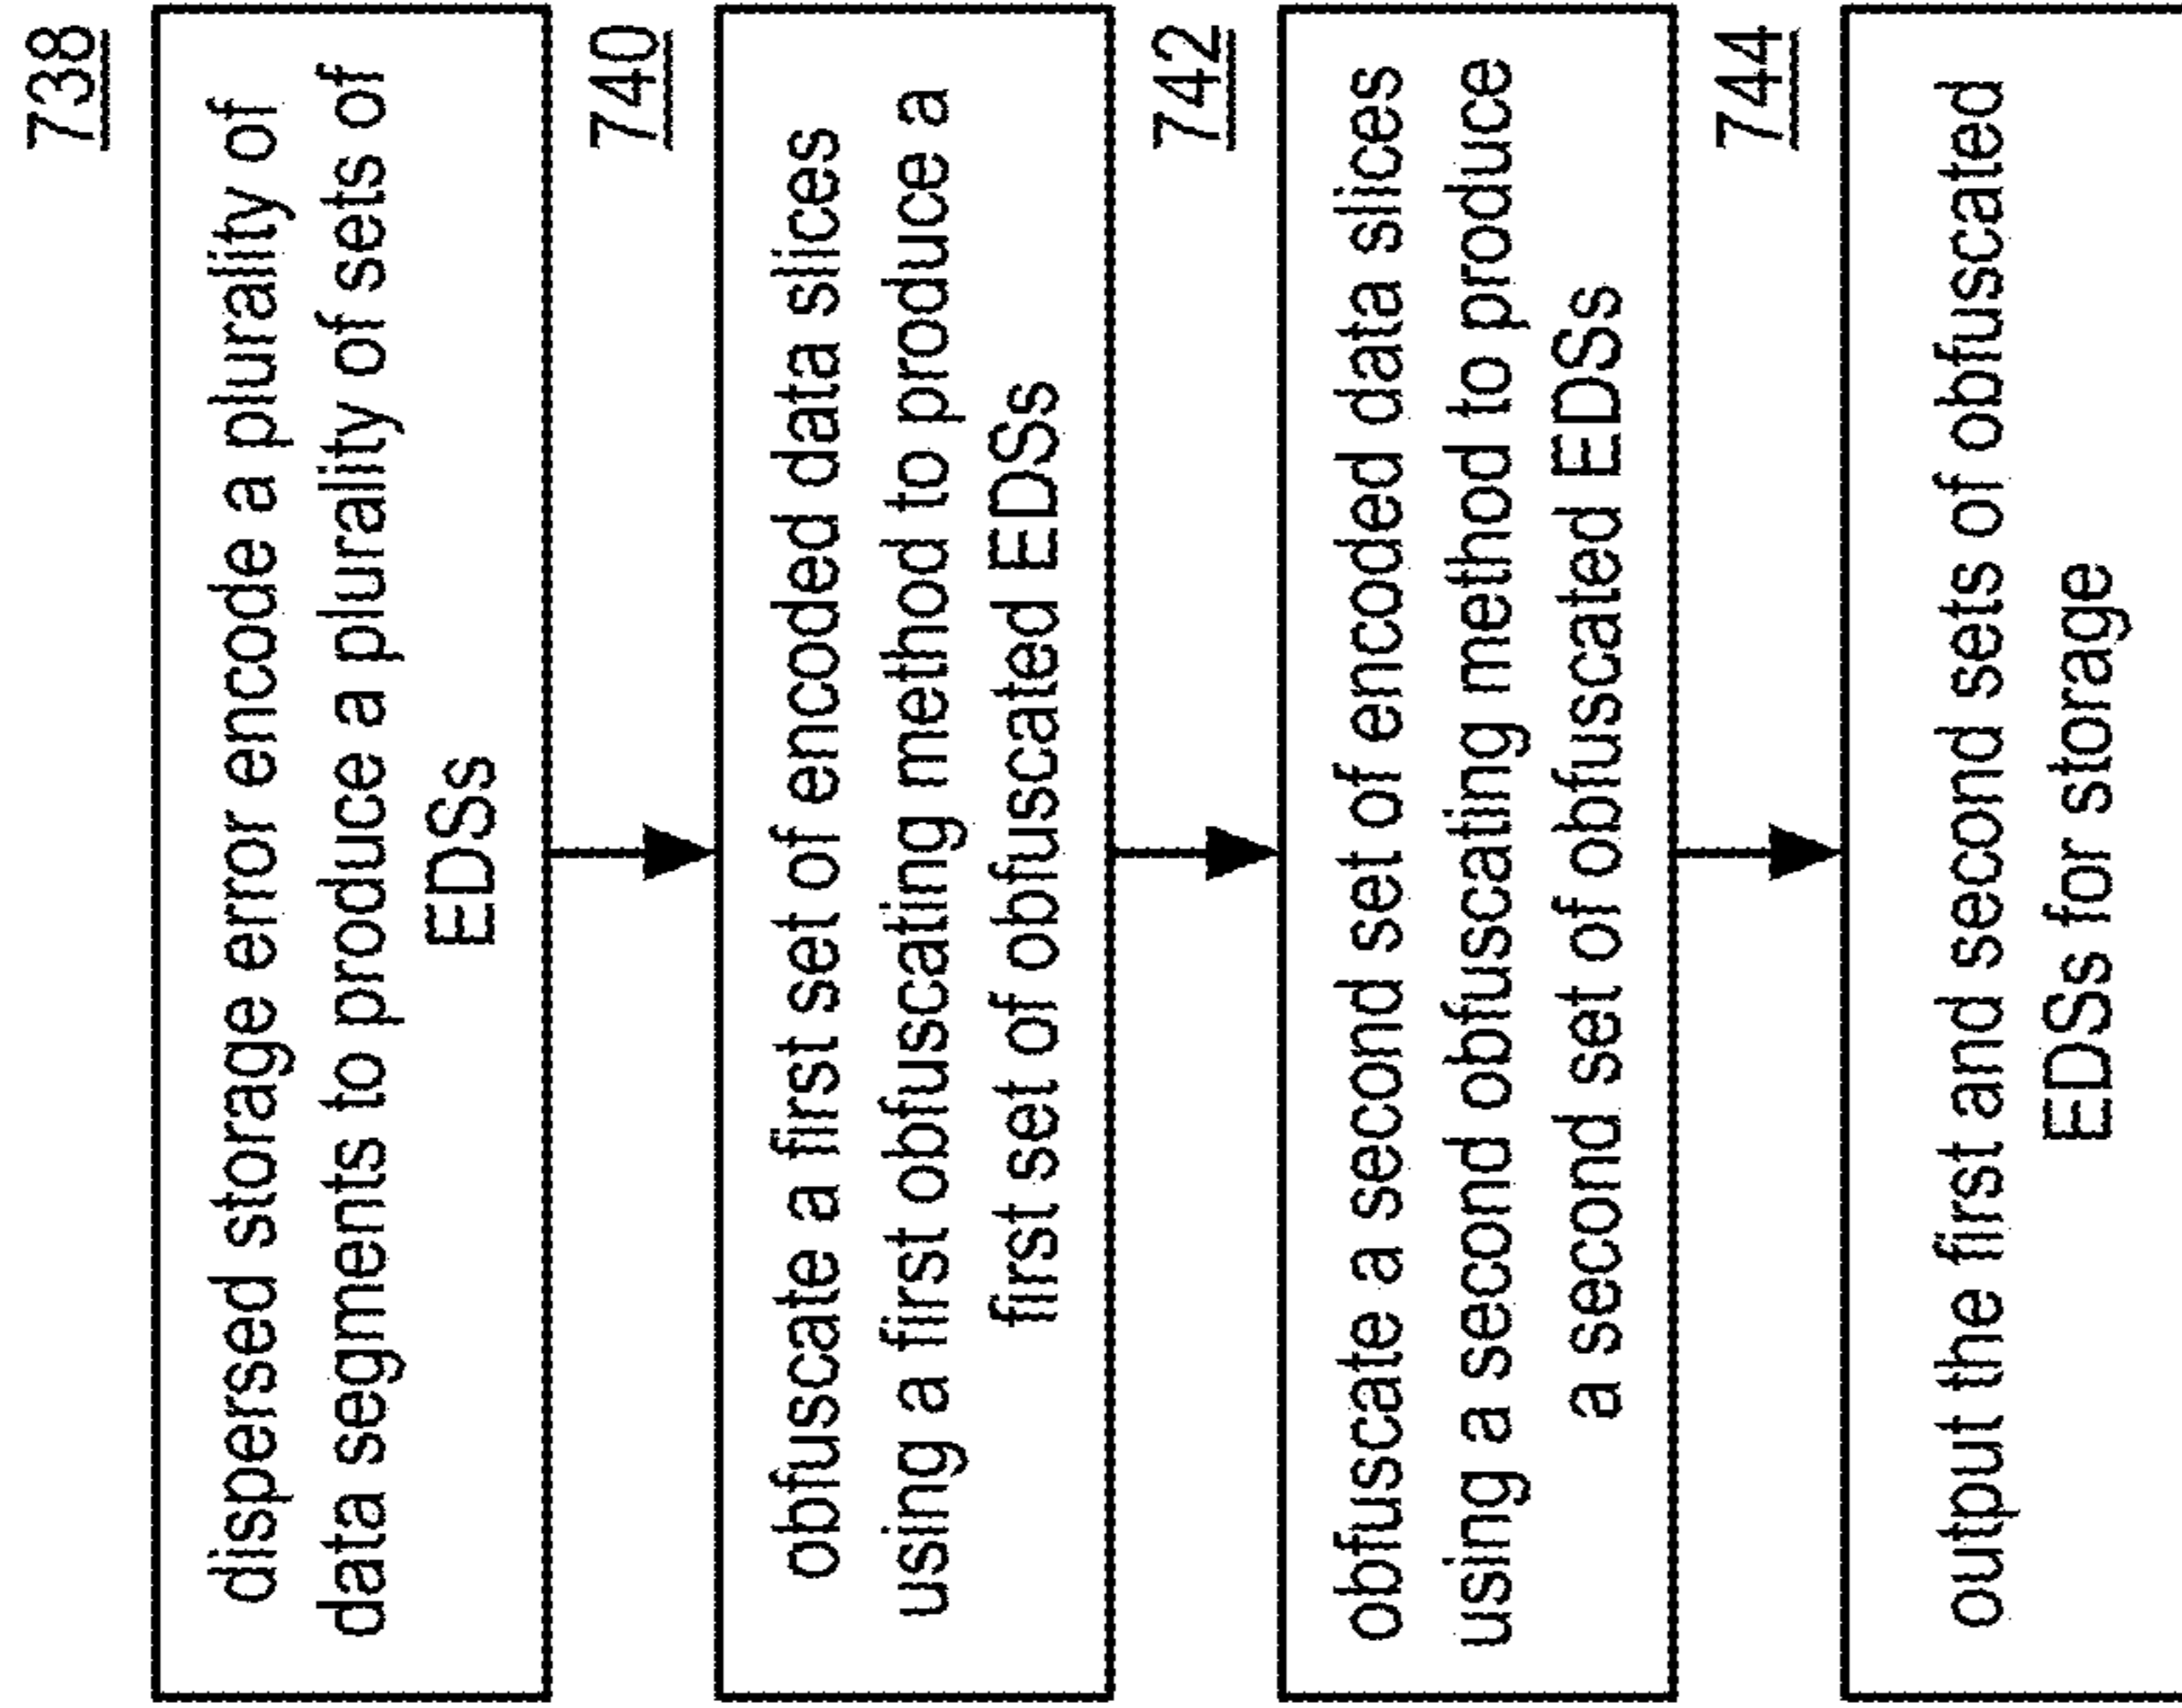 738
dispersed storage error encode a plurality of
data segments to produce a plurality of sets of
EDSs
740
obfuscate a first set of encoded data slices
using a first obfuscating method to produce a
first set of obfuscated EDSs
742
obfuscate a second set of encoded data slices
using a second obfuscating method to produce
a second set of obfuscated EDSs
744
output the first and second sets of obfuscated
EDSs for storage